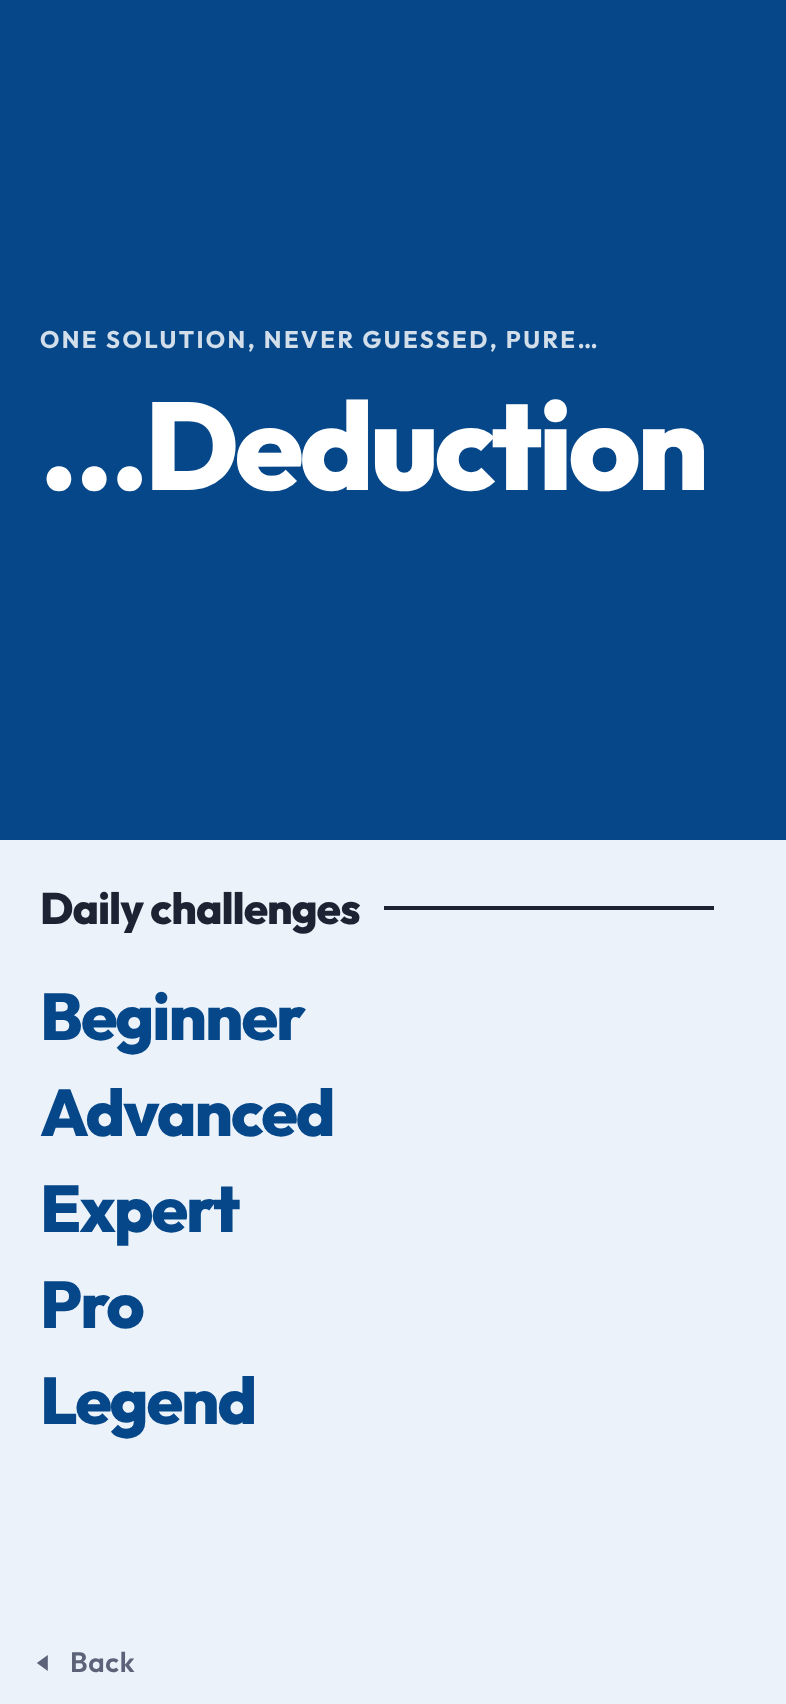 ONE SOLUTION, NEVER GUESSED, PURE…
…Deduction
Daily challenges
Beginner
Advanced
Expert
Pro
Legend
Back